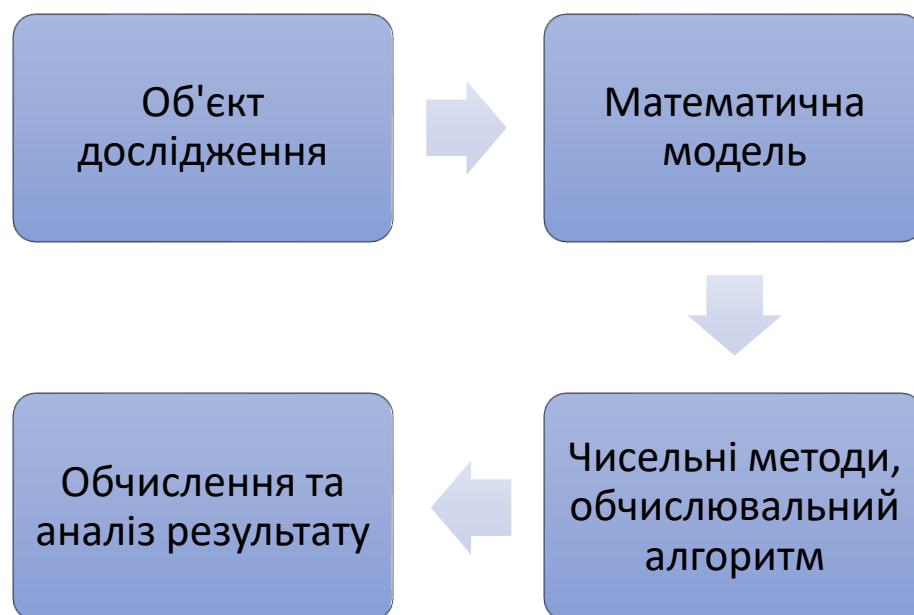 Об'єкт
дослідження
Математична
модель
Чисельні методи,
обчислювальний
алгоритм
Обчислення та
аналіз результату